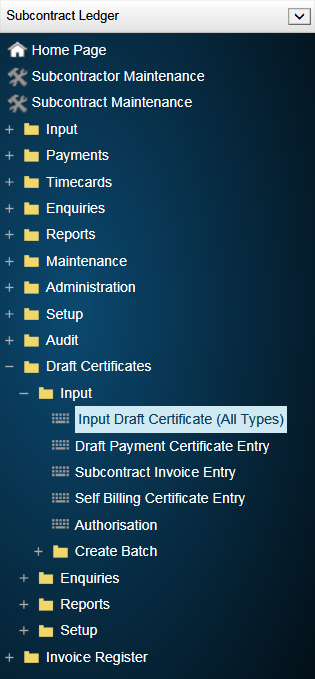 Subcontract Ledger
Home Page
Subcontractor Maintenance
Subcontract Maintenance
Input
Payments
Timecards
Enquiries
Reports
Maintenance
Administration
Setup
Audit
Draft Certificates
Input
Input Draft Certificate (All Types)
Draft Payment Certificate Entry
Subcontract Invoice Entry
Self Billing Certificate Entry
Authorisation
Create Batch
Enquiries
Reports
Setup
Invoice Register